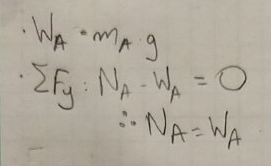 · W_A = m_A · g
· ΣF_y : N_A - W_A = 0
∴ N_A = W_A